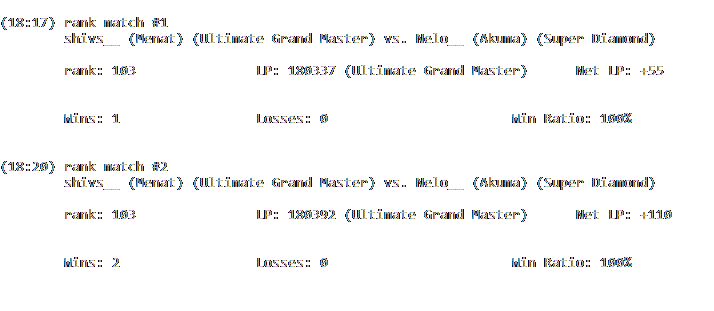 (18:17) rank match #1
shivs__ (Menat) (Ultimate Grand Master) vs. Melo__ (Akuma) (Super Diamond)
rank: 103 LP: 180337 (Ultimate Grand Master) Net LP: +55
Wins: 1 Losses: 0 Win Ratio: 100%
(18:20) rank match #2
shivs__ (Menat) (Ultimate Grand Master) vs. Melo__ (Akuma) (Super Diamond)
rank: 103 LP: 180392 (Ultimate Grand Master) Net LP: +110
Wins: 2 Losses: 0 Win Ratio: 100%